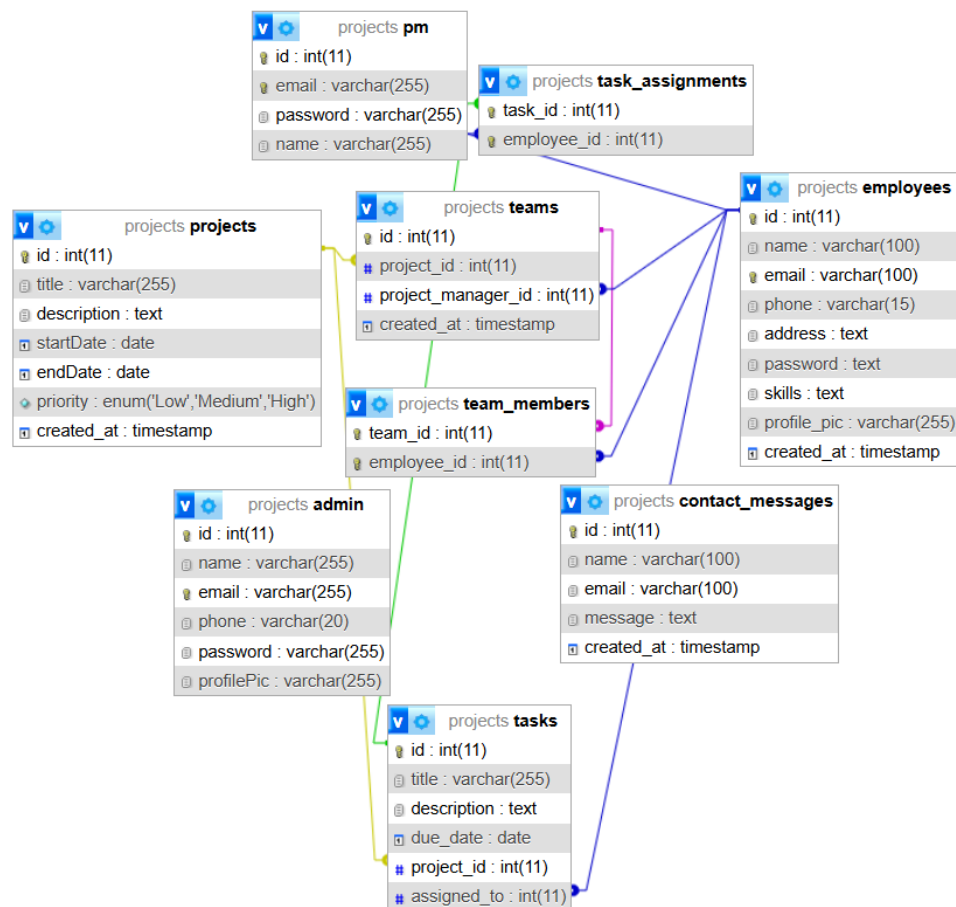 projects pm
id : int(11)
email : varchar(255)
password : varchar(255)
name : varchar(255)
projects task_assignments
task_id : int(11)
employee_id : int(11)
projects employees
id : int(11)
name : varchar(100)
email : varchar(100)
phone : varchar(15)
address : text
password : text
skills : text
profile_pic : varchar(255)
created_at : timestamp
projects teams
id : int(11)
project_id : int(11)
project_manager_id : int(11)
created_at : timestamp
projects projects
id : int(11)
title : varchar(255)
description : text
startDate : date
endDate : date
priority : enum('Low','Medium','High')
created_at : timestamp
projects team_members
team_id : int(11)
employee_id : int(11)
projects admin
id : int(11)
name : varchar(255)
email : varchar(255)
phone : varchar(20)
password : varchar(255)
profilePic : varchar(255)
projects contact_messages
id : int(11)
name : varchar(100)
email : varchar(100)
message : text
created_at : timestamp
projects tasks
id : int(11)
title : varchar(255)
description : text
due_date : date
project_id : int(11)
assigned_to : int(11)